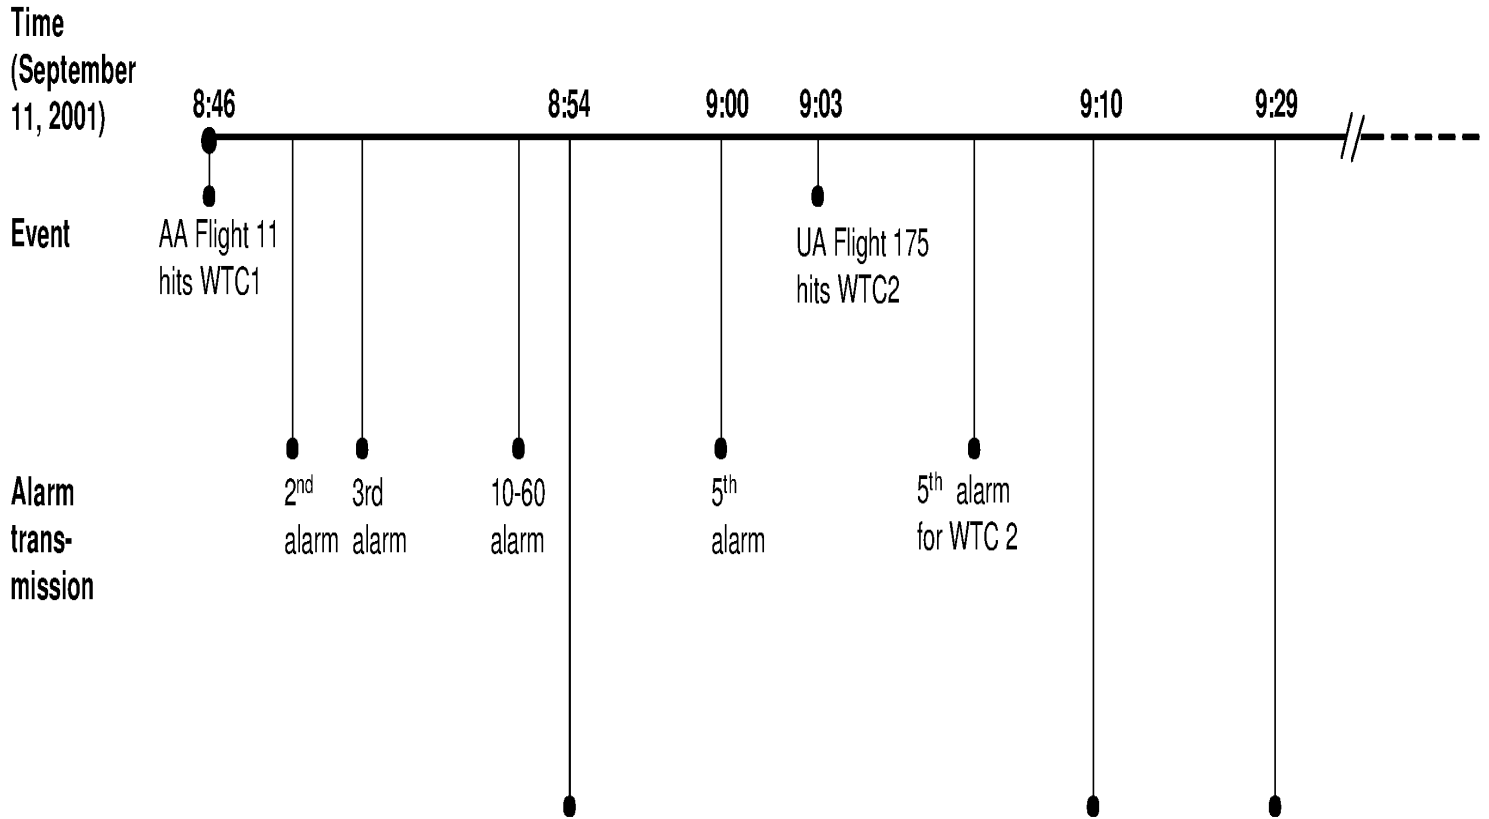 Time
(September
11, 2001)
8:46
8:54
9:00
9:03
9:10
9:29
Event
AA Flight 11
hits WTC1
UA Flight 175
hits WTC2
Alarm
trans-
mission
2nd
alarm
3rd
alarm
10-60
alarm
5th
alarm
5th alarm
for WTC 2